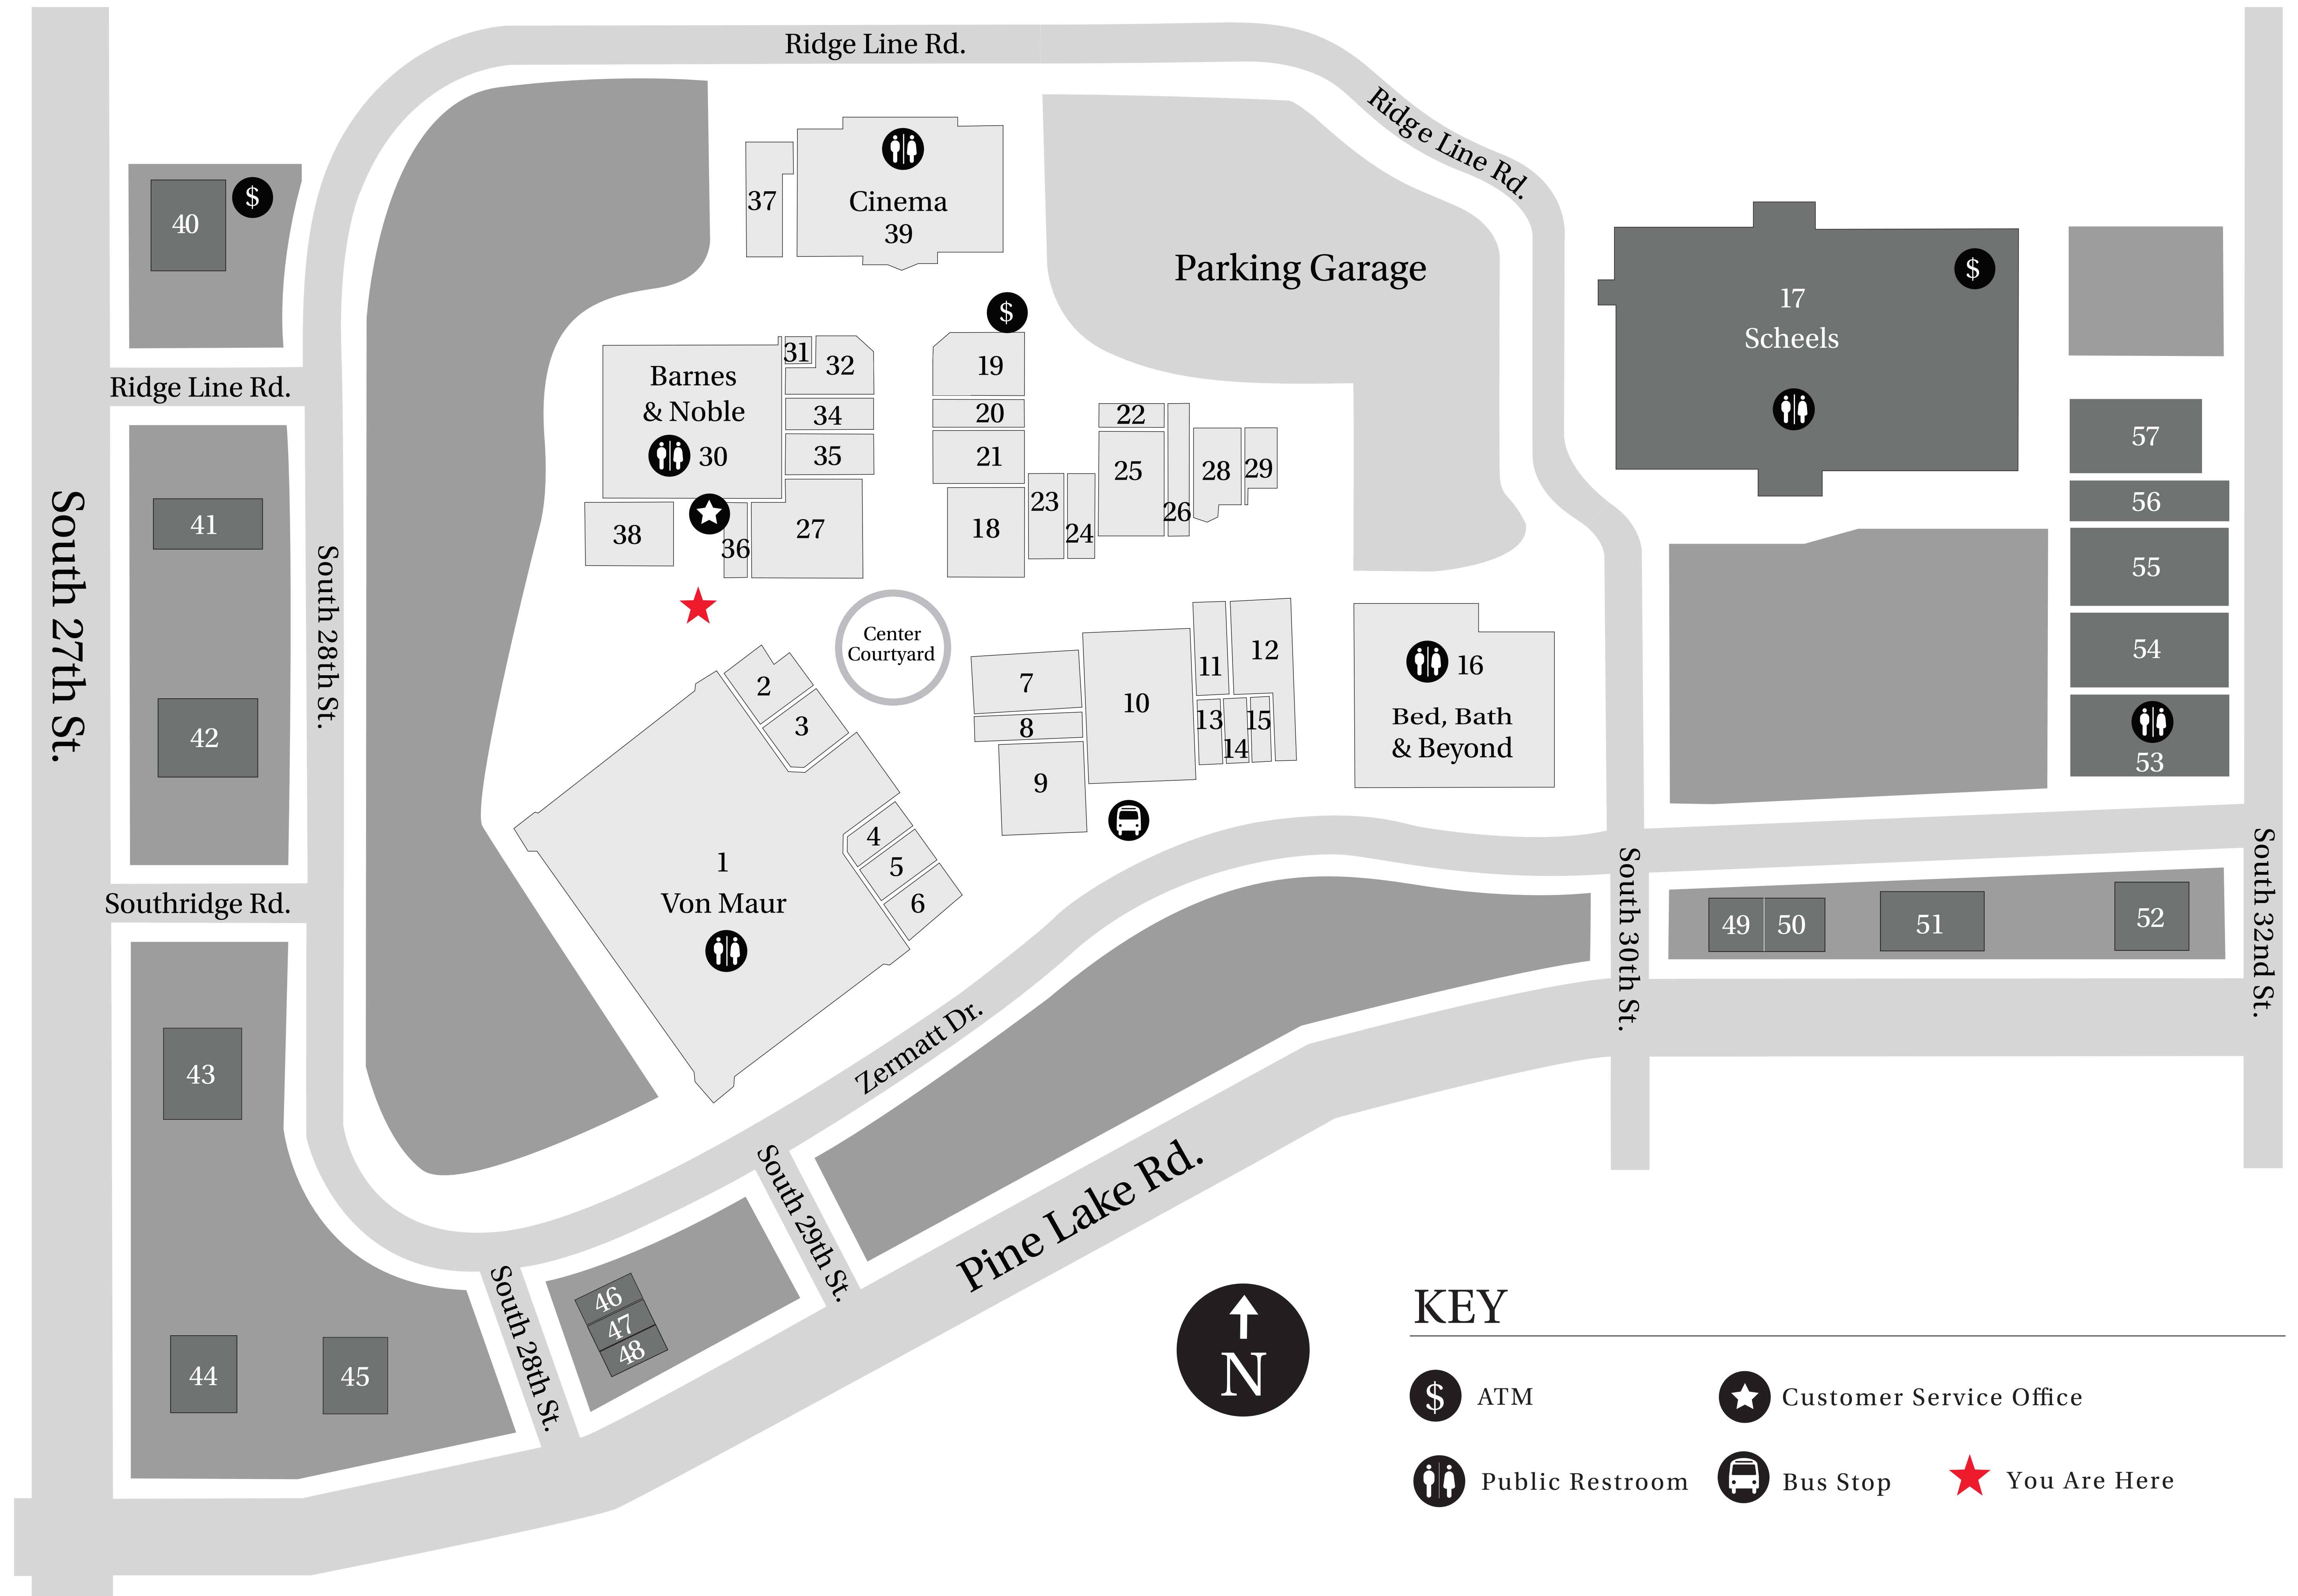 Ridge Line Rd.
Ridge Line Rd.
Cinema
39
37
40
$
Parking Garage
17
Scheels
$
$
31
32
Barnes
& Noble
30
34
35
19
20
21
22
25
26
28
29
23
24
18
38
36
27
Ridge Line Rd.
41
42
South 27th St.
South 28th St.
57
56
55
54
53
Center
Courtyard
2
3
7
8
9
10
11
12
13
14
15
16
Bed, Bath
& Beyond
1
Von Maur
4
5
6
Southridge Rd.
South 30th St.
49
50
51
52
South 32nd St.
43
44
45
Zermatt Dr.
South 29th St.
South 28th St.
46
47
48
Pine Lake Rd.
N
KEY
$ ATM
Customer Service Office
Public Restroom
Bus Stop
You Are Here